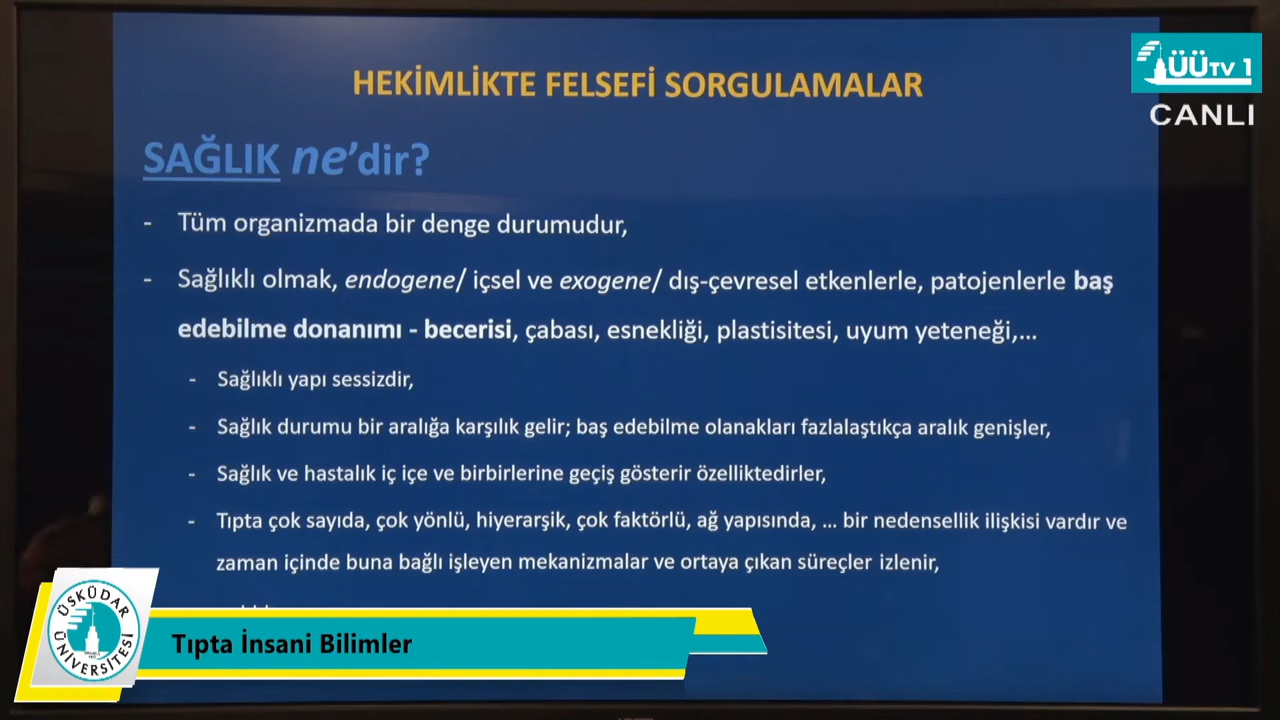 HEKİMLİKTE FELSEFİ SORGULAMALAR
ÜÜTV 1
CANLI
SAĞLIK ne’dir?
- Tüm organizmada bir denge durumudur,
- Sağlıklı olmak, endogene/ içsel ve exogene/ dış-çevresel etkenlerle, patojenlerle baş
edebilme donanımı - becerisi, çabası, esnekliği, plastisitesi, uyum yeteneği,...
- Sağlıklı yapı sessizdir,
- Sağlık durumu bir aralığa karşılık gelir; baş edebilme olanakları fazlalaştıkça aralık genişler,
- Sağlık ve hastalık iç içe ve birbirlerine geçiş gösterir özelliktedirler,
- Tıpta çok sayıda, çok yönlü, hiyerarşik, çok faktörlü, ağ yapısında, ... bir nedensellik ilişkisi vardır ve
zaman içinde buna bağlı işleyen mekanizmalar ve ortaya çıkan süreçler izlenir,
ÜSKÜDAR
ÜNİVERSİTESİ
Tıpta İnsani Bilimler